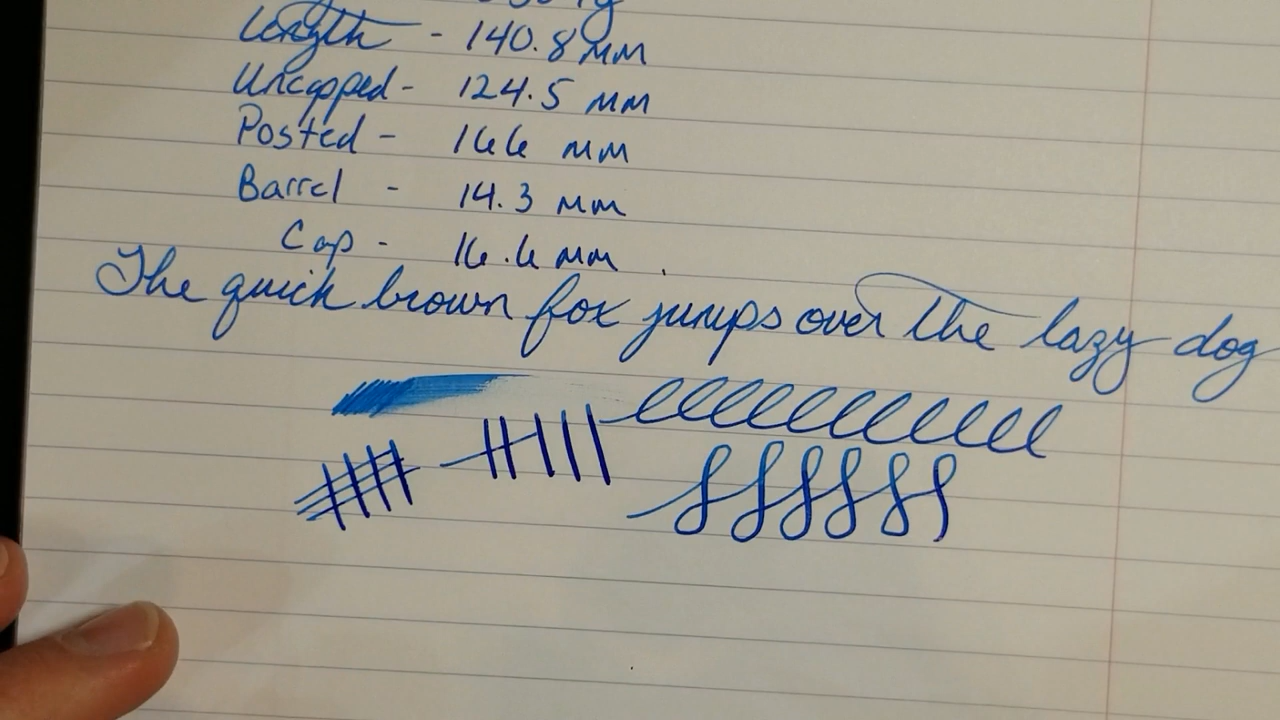 Length - 140.8 mm
Uncapped - 124.5 mm
Posted - 166 mm
Barrel - 14.3 mm
Cap - 16.6 mm
The quick brown fox jumps over the lazy dog